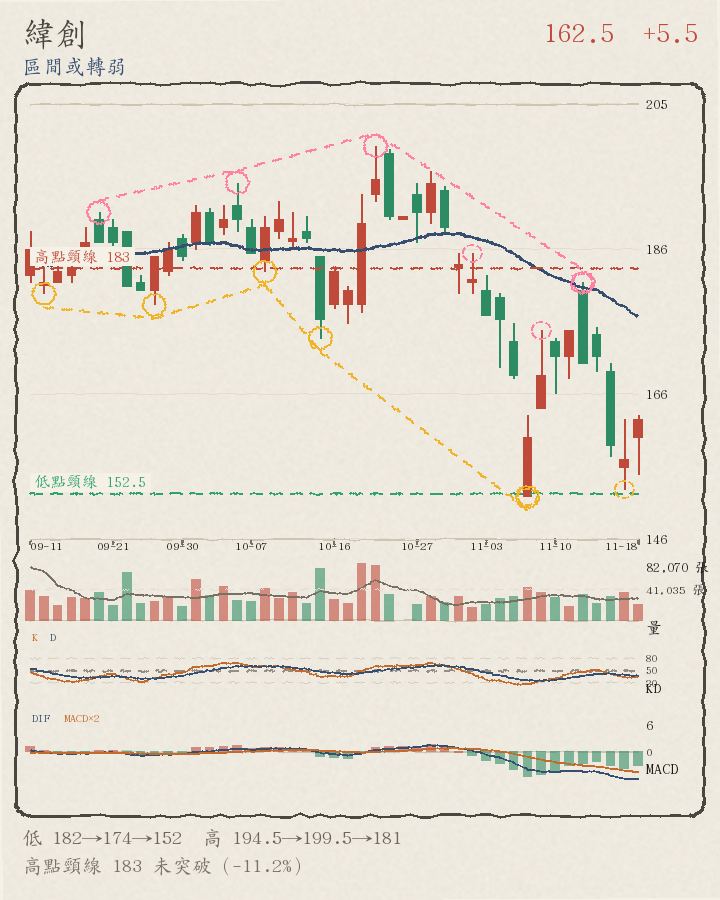 緯創 162.5 +5.5
區間或轉弱
205
186
高點頸線 183
166
低點頸線 152.5
146
09-11 09-21 09-30 10-07 10-16 10-27 11-03 11-10 11-18
82,070 張
41,035 張
量
K D
80
50
20
KD
DIF MACD×2
6
0
MACD
低 182→174→152 高 194.5→199.5→181
高點頸線 183 未突破 (-11.2%)